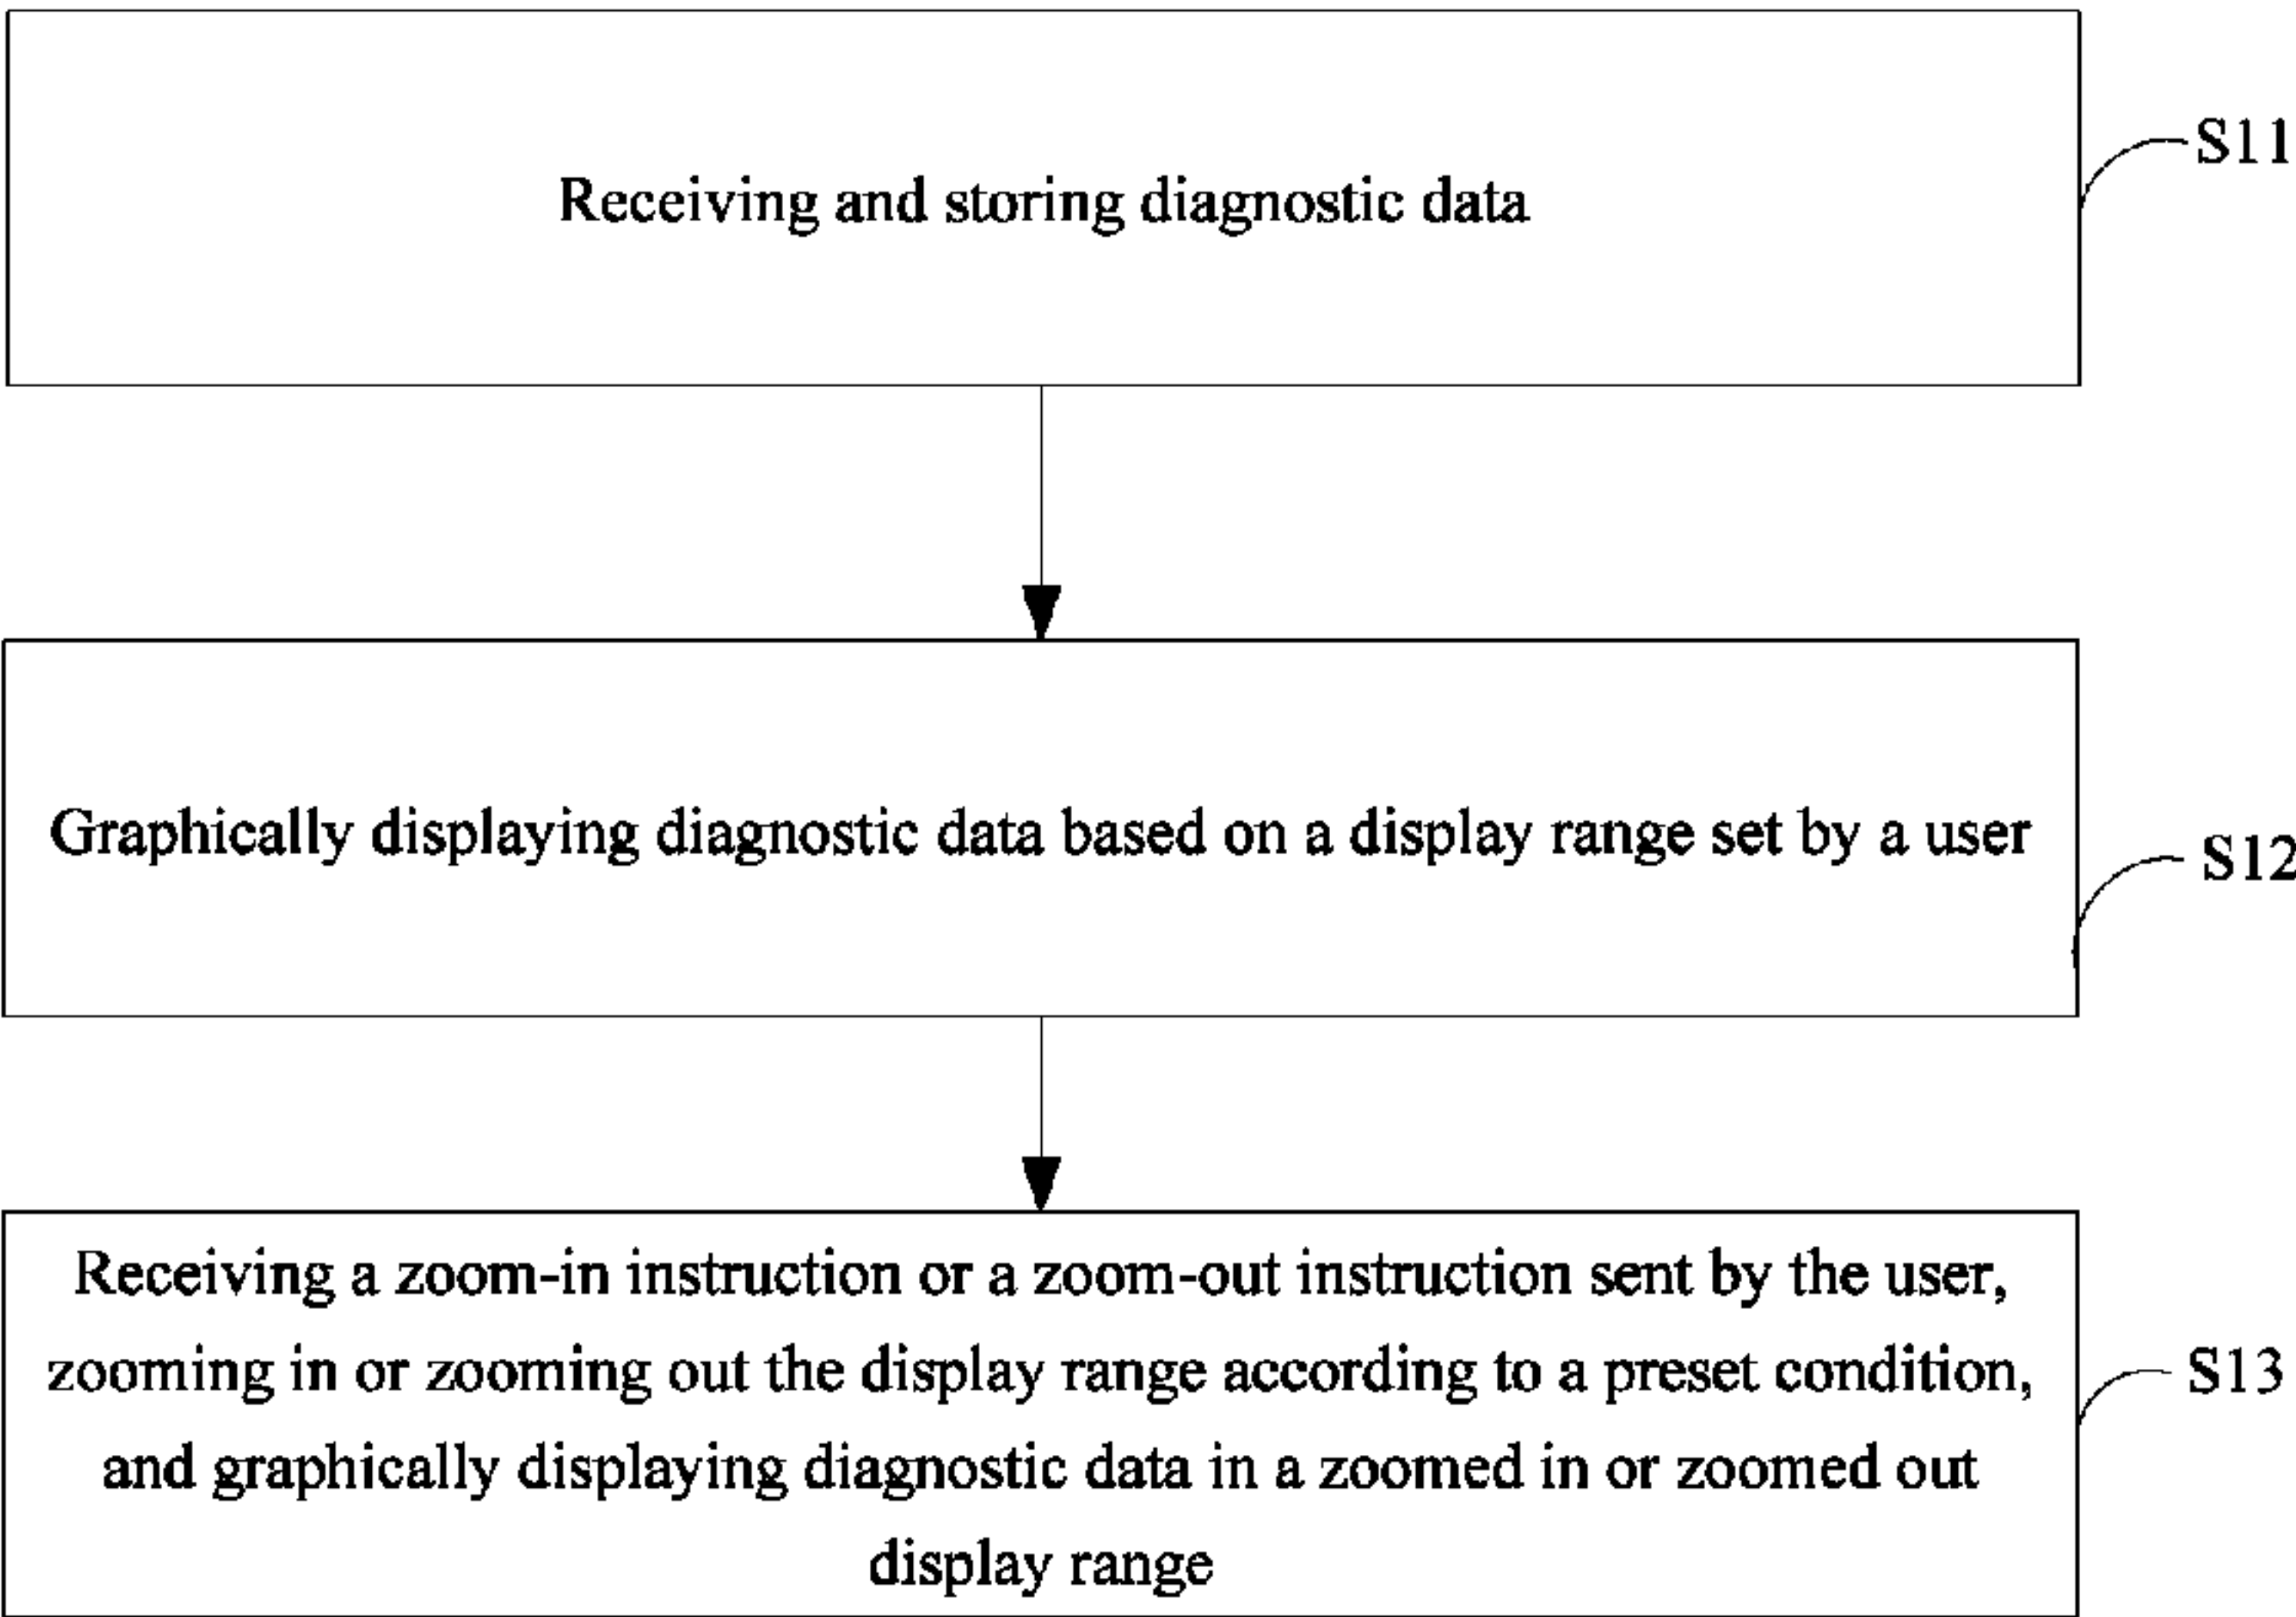 Receiving and storing diagnostic data
S11
Graphically displaying diagnostic data based on a display range set by a user
S12
Receiving a zoom-in instruction or a zoom-out instruction sent by the user,
zooming in or zooming out the display range according to a preset condition,
and graphically displaying diagnostic data in a zoomed in or zoomed out
display range
S13